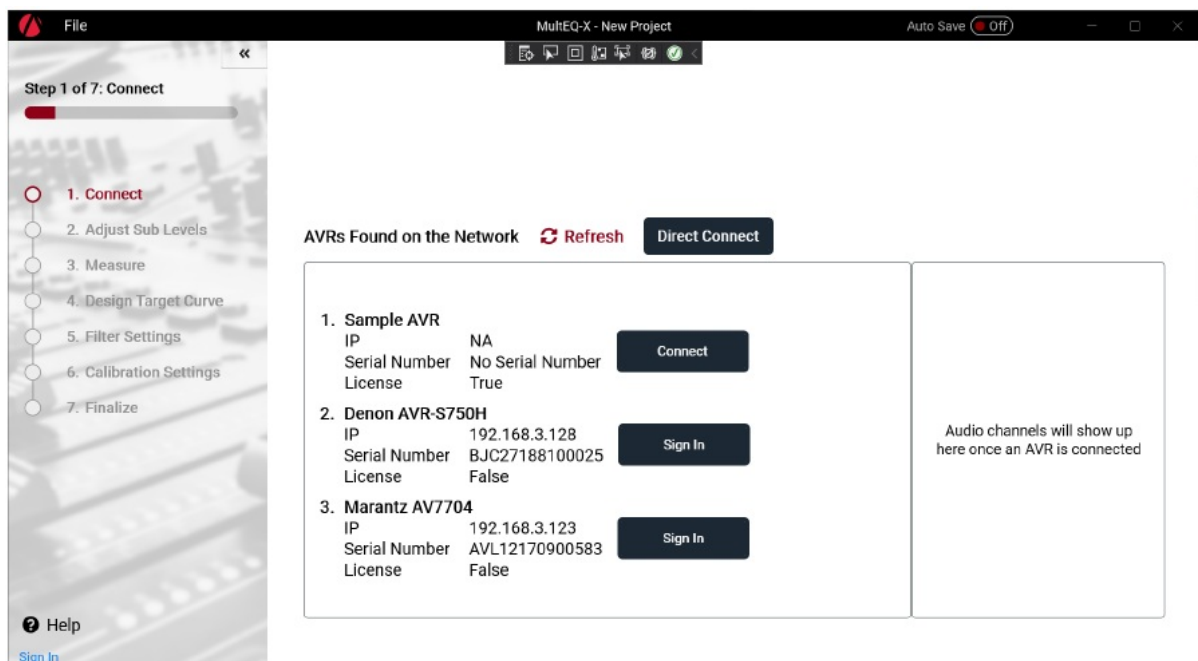 File
MultEQ-X - New Project
Auto Save Off
Step 1 of 7: Connect
1. Connect
2. Adjust Sub Levels
3. Measure
4. Design Target Curve
5. Filter Settings
6. Calibration Settings
7. Finalize
Help
Sign In
AVRs Found on the Network Refresh Direct Connect
1. Sample AVR
IP NA
Serial Number No Serial Number
License True
Connect
2. Denon AVR-S750H
IP 192.168.3.128
Serial Number BJC27188100025
License False
Sign In
3. Marantz AV7704
IP 192.168.3.123
Serial Number AVL12170900583
License False
Sign In
Audio channels will show up
here once an AVR is connected